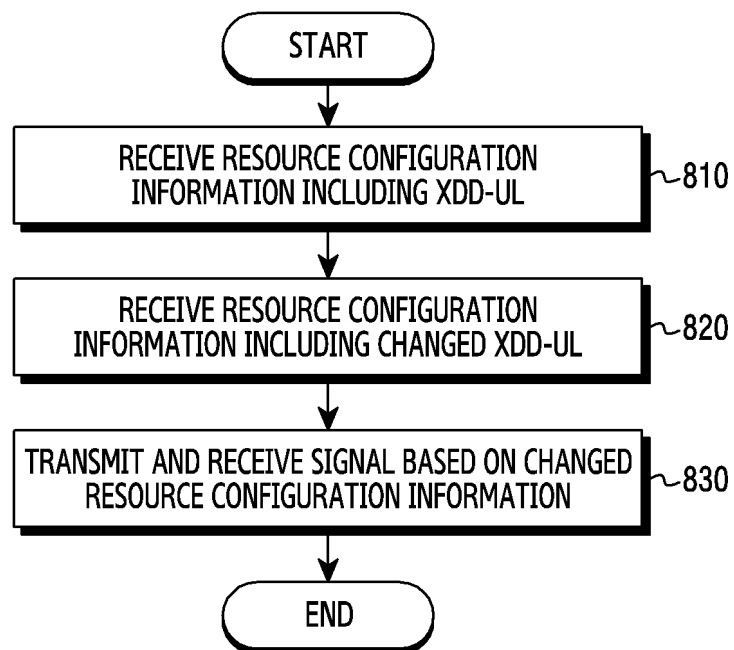 START
RECEIVE RESOURCE CONFIGURATION
INFORMATION INCLUDING XDD-UL
810
RECEIVE RESOURCE CONFIGURATION
INFORMATION INCLUDING CHANGED XDD-UL
820
TRANSMIT AND RECEIVE SIGNAL BASED ON CHANGED
RESOURCE CONFIGURATION INFORMATION
830
END